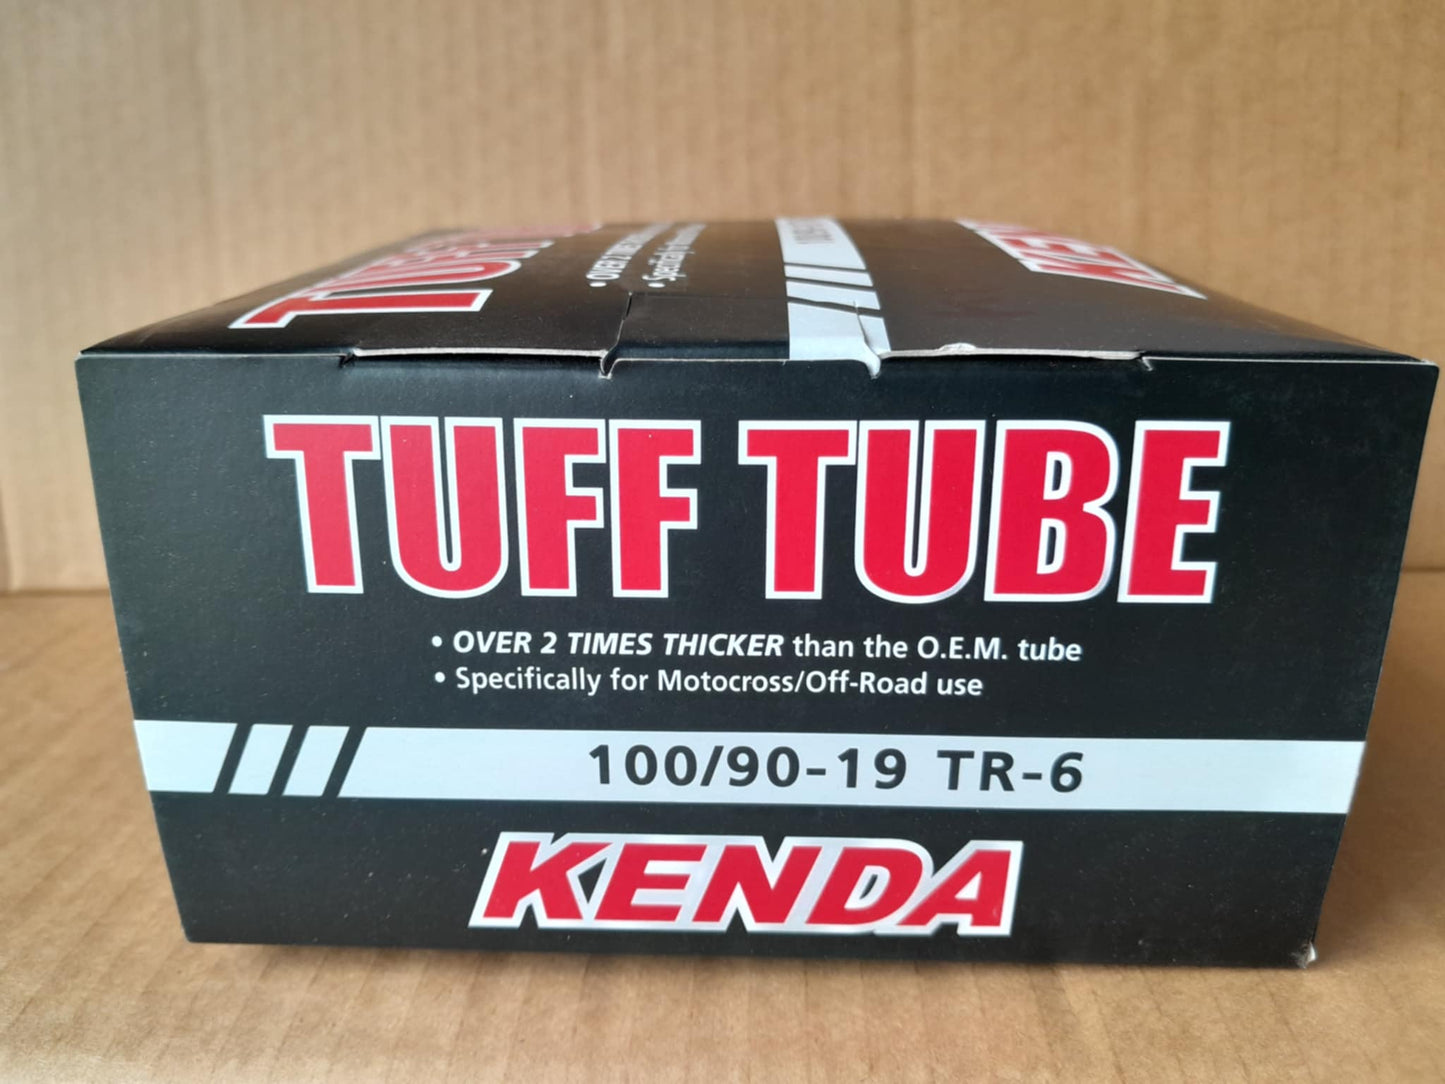 TUFF TUBE
• OVER 2 TIMES THICKER than the O.E.M. tube
• Specifically for Motocross/Off-Road use
100/90-19 TR-6
KENDA